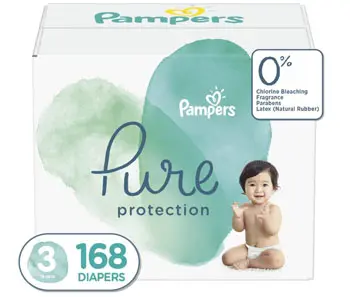 Pampers
Pampers
0%
Chlorine Bleaching
Fragrance
Parabens
Latex (Natural Rubber)
Pure
protection
3
168
DIAPERS